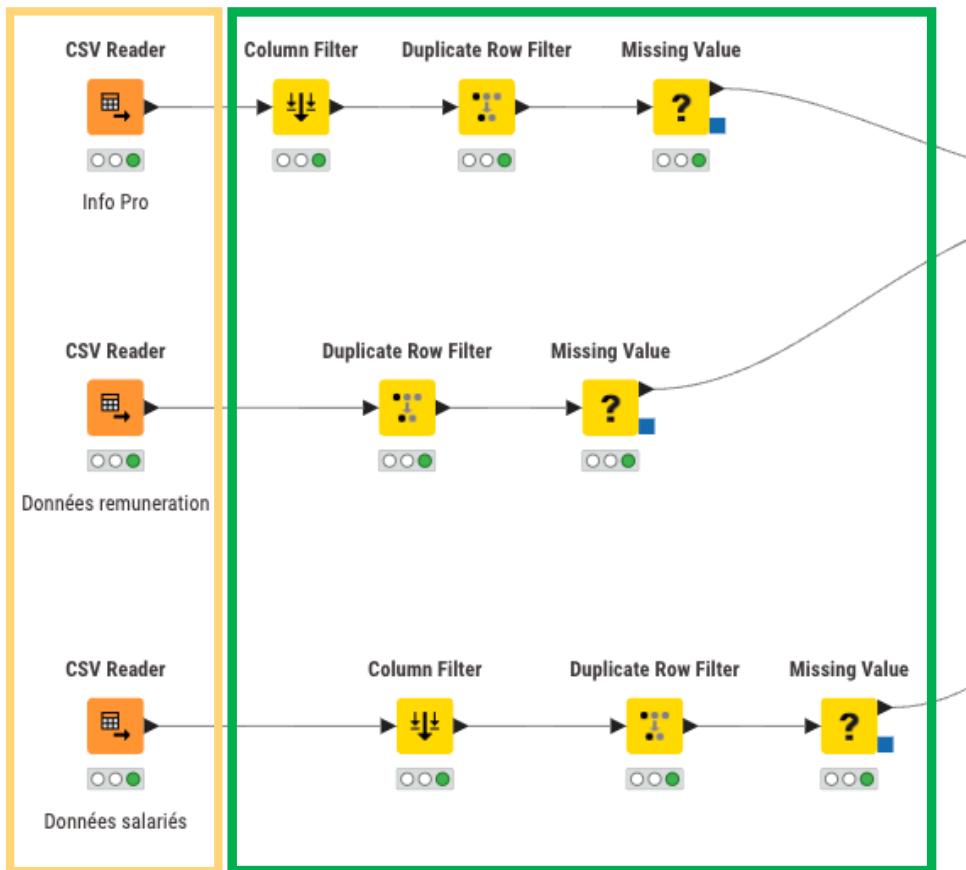 CSV Reader
Column Filter
Duplicate Row Filter
Missing Value
?
Info Pro
CSV Reader
Duplicate Row Filter
Missing Value
?
Données remuneration
CSV Reader
Column Filter
Duplicate Row Filter
Missing Value
?
Données salariés